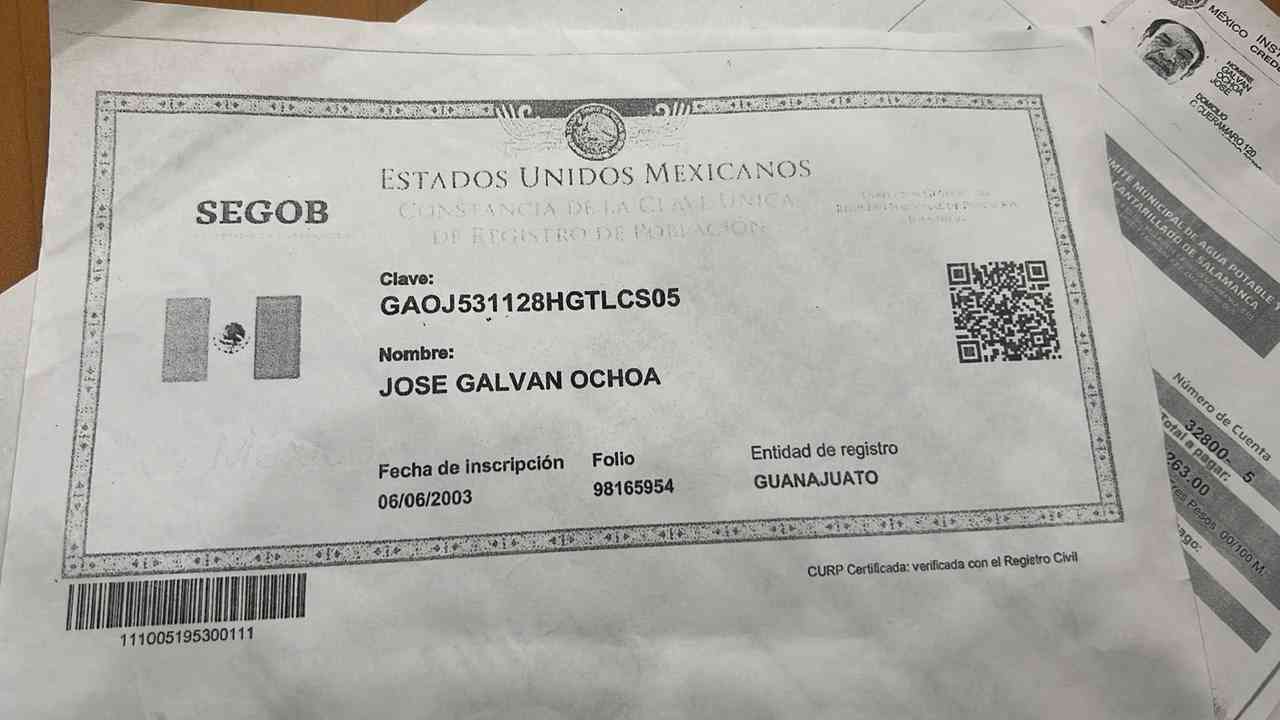 ESTADOS UNIDOS MEXICANOS
CONSTANCIA DE LA CLAVE ÚNICA
DE REGISTRO DE POBLACIÓN
SEGOB
Clave:
GAOJ531128HGTLCS05
Nombre:
JOSE GALVAN OCHOA
Fecha de inscripción
06/06/2003
Folio
98165954
Entidad de registro
GUANAJUATO
CURP Certificada: verificada con el Registro Civil
111005195300111
MÉXICO
NOMBRE
GALVAN
OCHOA
JOSE
DOMICILIO
C CUERAMARO 120
MUNICIPAL DE AGUA POTABLE
ALCANTARILLADO DE SALAMANCA
Número de Cuenta
32800- 5
Total a pagar:
263.00
Pesos 00/100 M.